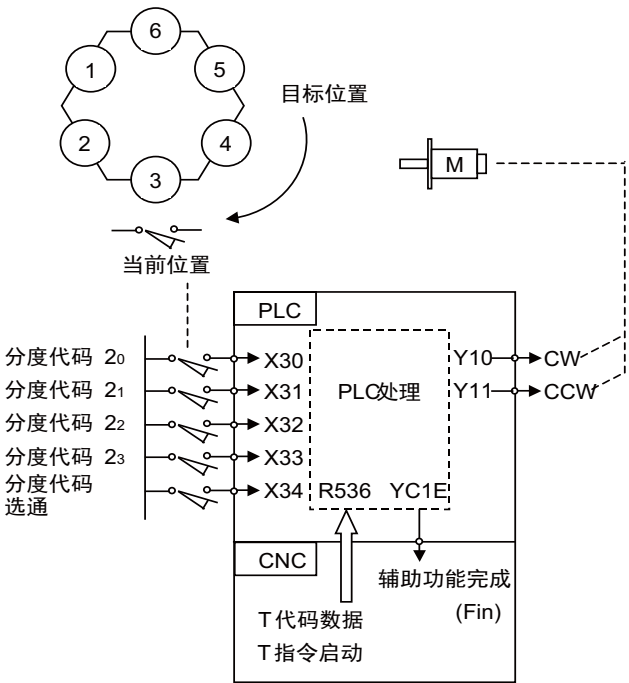 6
1
5
目标位置
2
4
M
3
当前位置
PLC
分度代码 20
X30
Y10
CW
分度代码 21
X31
PLC处理
Y11
CCW
分度代码 22
X32
分度代码 23
X33
分度代码
选通
X34
R536
YC1E
CNC
辅助功能完成
(Fin)
T代码数据
T指令启动